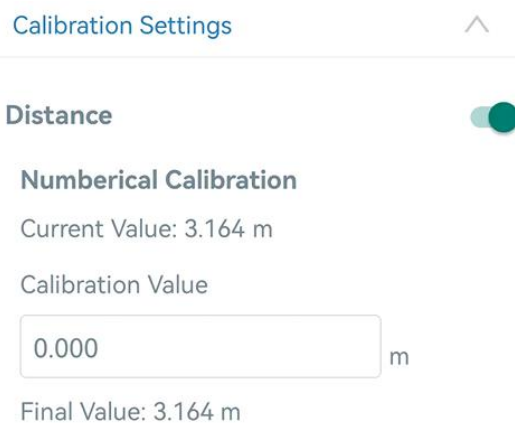 Calibration Settings
Distance
Numberical Calibration
Current Value: 3.164 m
Calibration Value
0.000
m
Final Value: 3.164 m